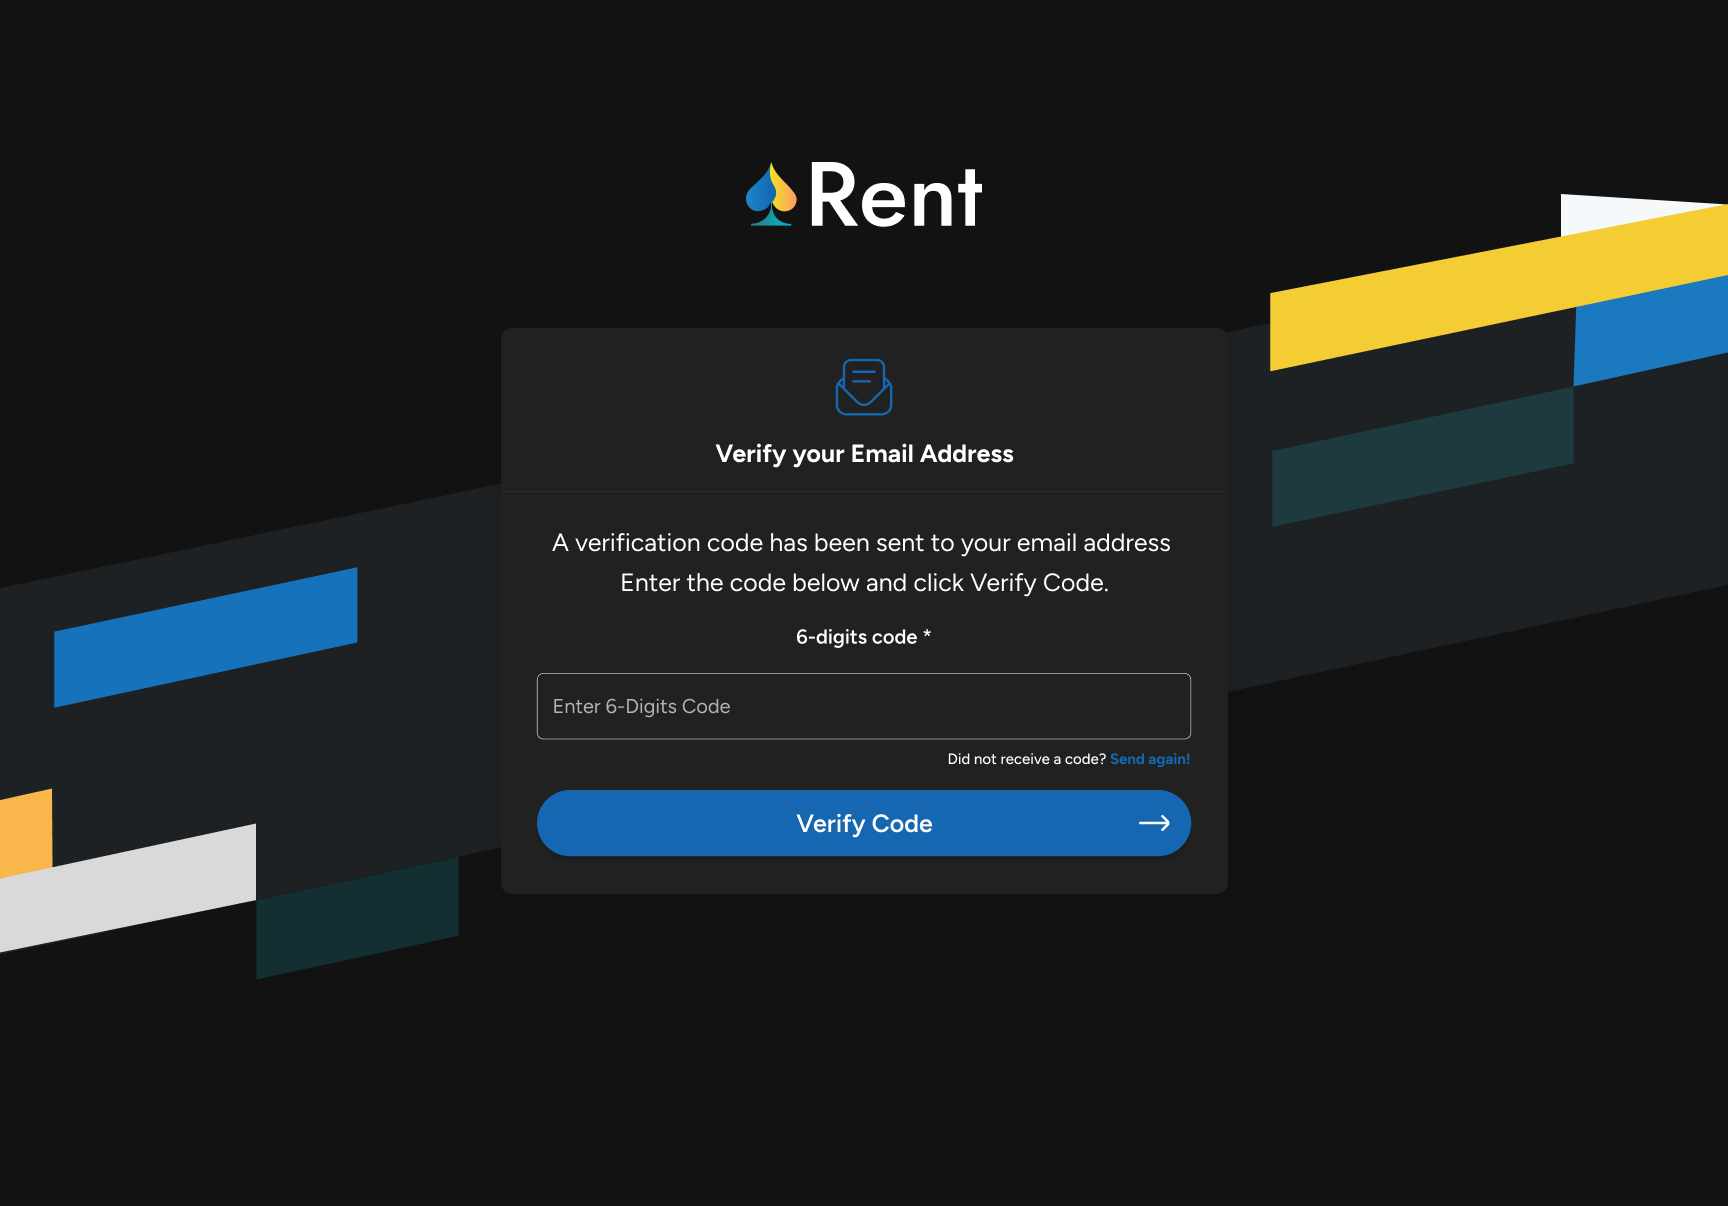 Rent
Verify your Email Address
A verification code has been sent to your email address
Enter the code below and click Verify Code.
6-digits code *
Enter 6-Digits Code
Did not receive a code? Send again!
Verify Code